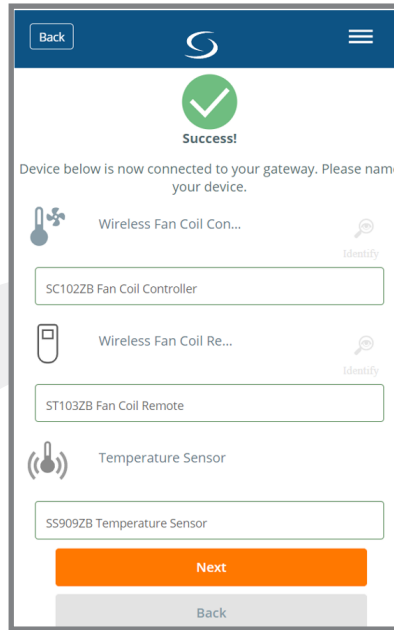 Back
Success!
Device below is now connected to your gateway. Please name
your device.
Wireless Fan Coil Con...
Identify
SC102ZB Fan Coil Controller
Wireless Fan Coil Re...
Identify
ST103ZB Fan Coil Remote
Temperature Sensor
SS909ZB Temperature Sensor
Next
Back